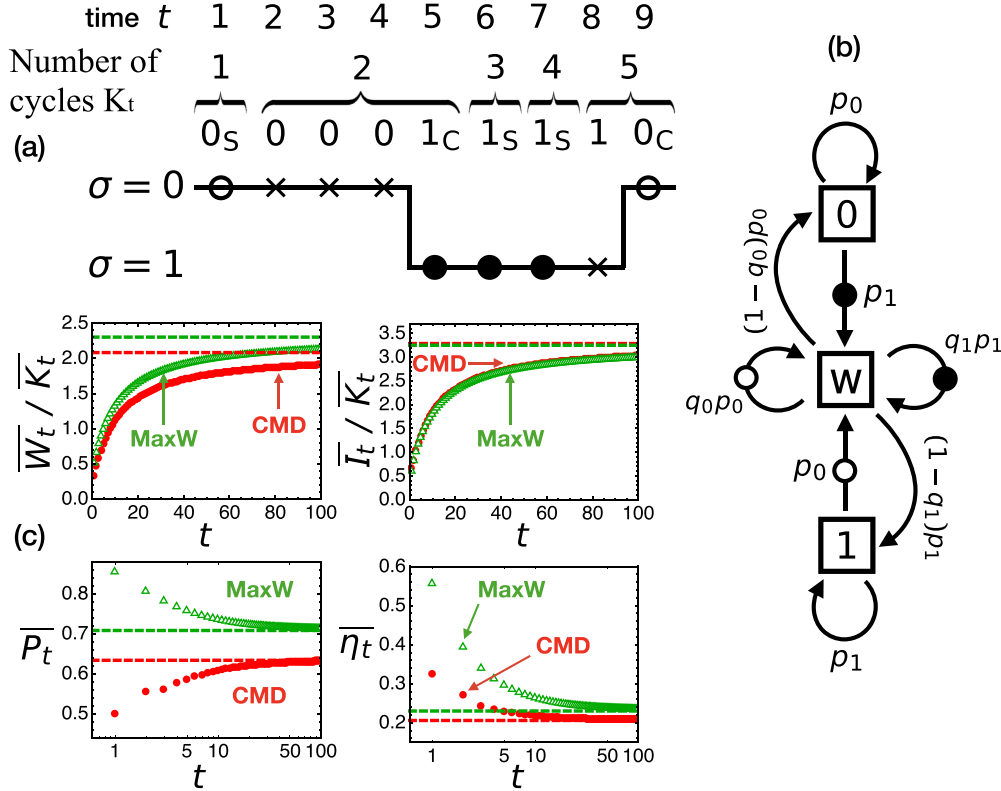 time t 1 2 3 4 5 6 7 8 9
Number of
cycles Kt
1 2 3 4 5
0S 0 0 0 1C 1S 1S 1 0C
(a)
σ = 0
σ = 1
2.5
2.0
1.5
1.0
0.5
0.0
Wt / Kt
MaxW
CMD
0 20 40 60 80 100
t
3.5
3.0
2.5
2.0
1.5
1.0
0.5
0.0
It / Kt
CMD
MaxW
0 20 40 60 80 100
t
(c)
0.8
0.7
0.6
0.5
Pt
MaxW
CMD
1 5 10 50 100
t
0.6
0.5
0.4
0.3
0.2
ηt
MaxW
CMD
1 5 10 50 100
t
(b)
p0
0
(1 − q0)p0
p1
q1p1
W
q0p0
p0
(1 − q1)p1
1
p1